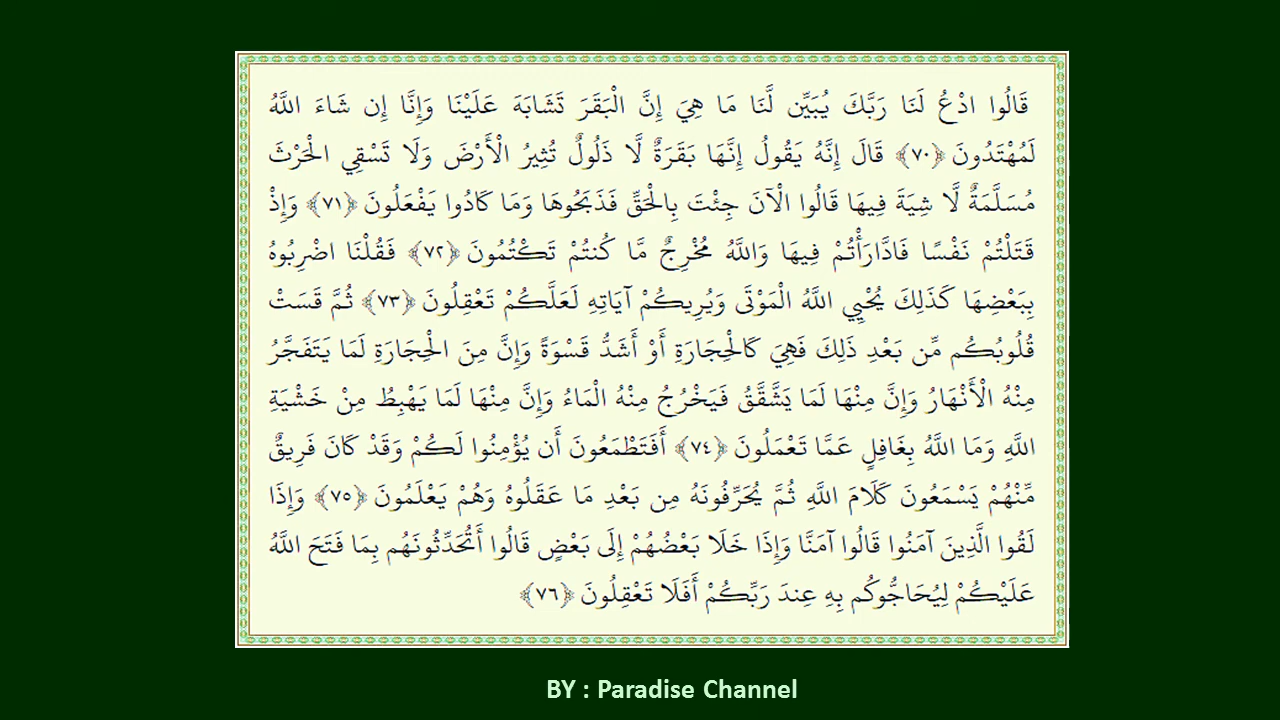 قَالُوا ادْعُ لَنَا رَبَّكَ يُبَيِّن لَّنَا مَا هِيَ إِنَّ الْبَقَرَ تَشَابَهَ عَلَيْنَا وَإِنَّا إِن شَاءَ اللَّهُ
لَمُهْتَدُونَ ﴿٧٠﴾ قَالَ إِنَّهُ يَقُولُ إِنَّهَا بَقَرَةٌ لَّا ذَلُولٌ تُثِيرُ الْأَرْضَ وَلَا تَسْقِي الْحَرْثَ
مُسَلَّمَةٌ لَّا شِيَةَ فِيهَا قَالُوا الْآنَ جِئْتَ بِالْحَقِّ فَذَبَحُوهَا وَمَا كَادُوا يَفْعَلُونَ ﴿٧١﴾ وَإِذْ
قَتَلْتُمْ نَفْسًا فَادَّارَأْتُمْ فِيهَا وَاللَّهُ مُخْرِجٌ مَّا كُنتُمْ تَكْتُمُونَ ﴿٧٢﴾ فَقُلْنَا اضْرِبُوهُ
بِبَعْضِهَا كَذَلِكَ يُحْيِي اللَّهُ الْمَوْتَى وَيُرِيكُمْ آيَاتِهِ لَعَلَّكُمْ تَعْقِلُونَ ﴿٧٣﴾ ثُمَّ قَسَتْ
قُلُوبُكُم مِّن بَعْدِ ذَلِكَ فَهِيَ كَالْحِجَارَةِ أَوْ أَشَدُّ قَسْوَةً وَإِنَّ مِنَ الْحِجَارَةِ لَمَا يَتَفَجَّرُ
مِنْهُ الْأَنْهَارُ وَإِنَّ مِنْهَا لَمَا يَشَّقَّقُ فَيَخْرُجُ مِنْهُ الْمَاءُ وَإِنَّ مِنْهَا لَمَا يَهْبِطُ مِنْ خَشْيَةِ
اللَّهِ وَمَا اللَّهُ بِغَافِلٍ عَمَّا تَعْمَلُونَ ﴿٧٤﴾ أَفَتَطْمَعُونَ أَن يُؤْمِنُوا لَكُمْ وَقَدْ كَانَ فَرِيقٌ
مِّنْهُمْ يَسْمَعُونَ كَلَامَ اللَّهِ ثُمَّ يُحَرِّفُونَهُ مِن بَعْدِ مَا عَقَلُوهُ وَهُمْ يَعْلَمُونَ ﴿٧٥﴾ وَإِذَا
لَقُوا الَّذِينَ آمَنُوا قَالُوا آمَنَّا وَإِذَا خَلَا بَعْضُهُمْ إِلَى بَعْضٍ قَالُوا أَتُحَدِّثُونَهُم بِمَا فَتَحَ اللَّهُ
عَلَيْكُمْ لِيُحَاجُّوكُم بِهِ عِندَ رَبِّكُمْ أَفَلَا تَعْقِلُونَ ﴿٧٦﴾
BY : Paradise Channel